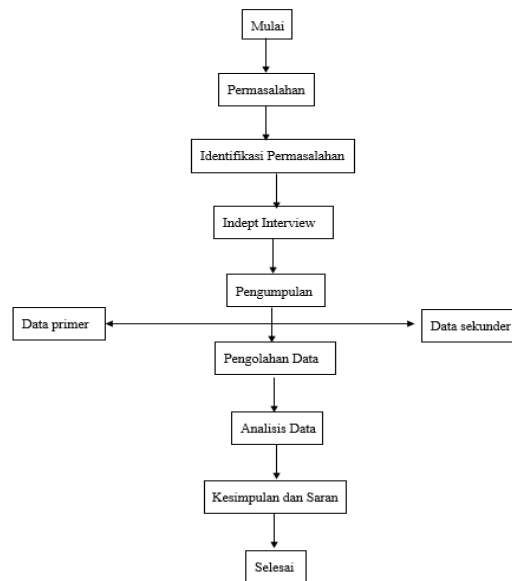 Mulai
Permasalahan
Identifikasi Permasalahan
Indept Interview
Pengumpulan
Data primer
Data sekunder
Pengolahan Data
Analisis Data
Kesimpulan dan Saran
Selesai